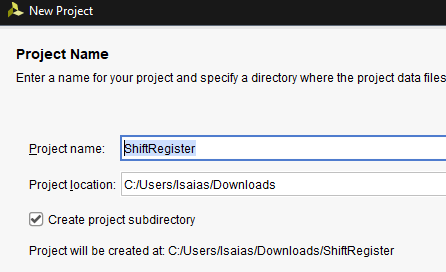 New Project
Project Name
Enter a name for your project and specify a directory where the project data files
Project name: ShiftRegister
Project location: C:/Users/Isaias/Downloads
Create project subdirectory
Project will be created at: C:/Users/Isaias/Downloads/ShiftRegister